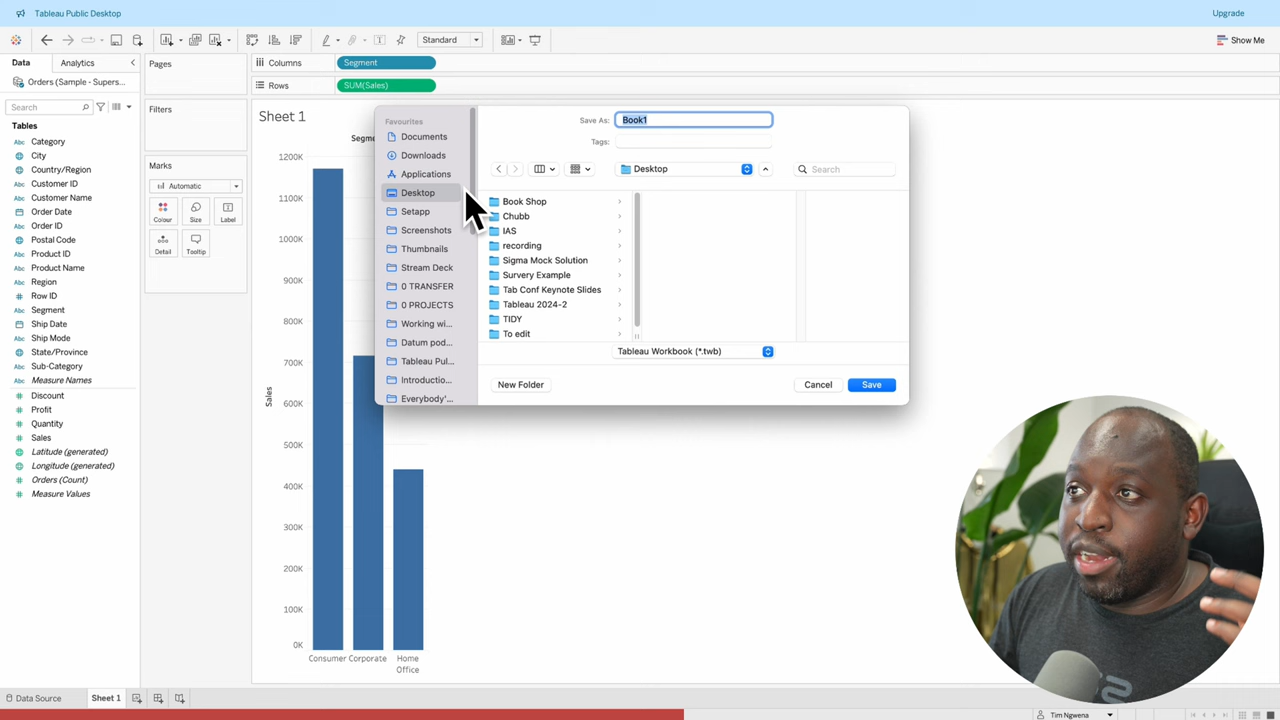 Tableau Public Desktop
Upgrade
Standard
Show Me
Data
Analytics
Pages
Columns
Segment
Rows
SUM(Sales)
Orders (Sample - Supers...
Search
Filters
Tables
Category
City
Country/Region
Customer ID
Customer Name
Order Date
Order ID
Postal Code
Product ID
Product Name
Region
Row ID
Segment
Ship Date
Ship Mode
State/Province
Sub-Category
Measure Names
Discount
Profit
Quantity
Sales
Latitude (generated)
Longitude (generated)
Orders (Count)
Measure Values
Marks
Automatic
Colour
Size
Label
Detail
Tooltip
Sheet 1
Segme
1200K
1100K
1000K
900K
800K
700K
600K
500K
400K
300K
200K
100K
0K
Sales
Consumer
Corporate
Home
Office
Favourites
Documents
Downloads
Applications
Desktop
Setapp
Screenshots
Thumbnails
Stream Deck
0 TRANSFER
0 PROJECTS
Working wi...
Datum pod...
Tableau Pul...
Introductio...
Everybody'...
Save As:
Book1
Tags:
Desktop
Search
Book Shop
Chubb
IAS
recording
Sigma Mock Solution
Survery Example
Tab Conf Keynote Slides
Tableau 2024-2
TIDY
To edit
Tableau Workbook (*.twb)
New Folder
Cancel
Save
Data Source
Sheet 1
Tim Ngwena